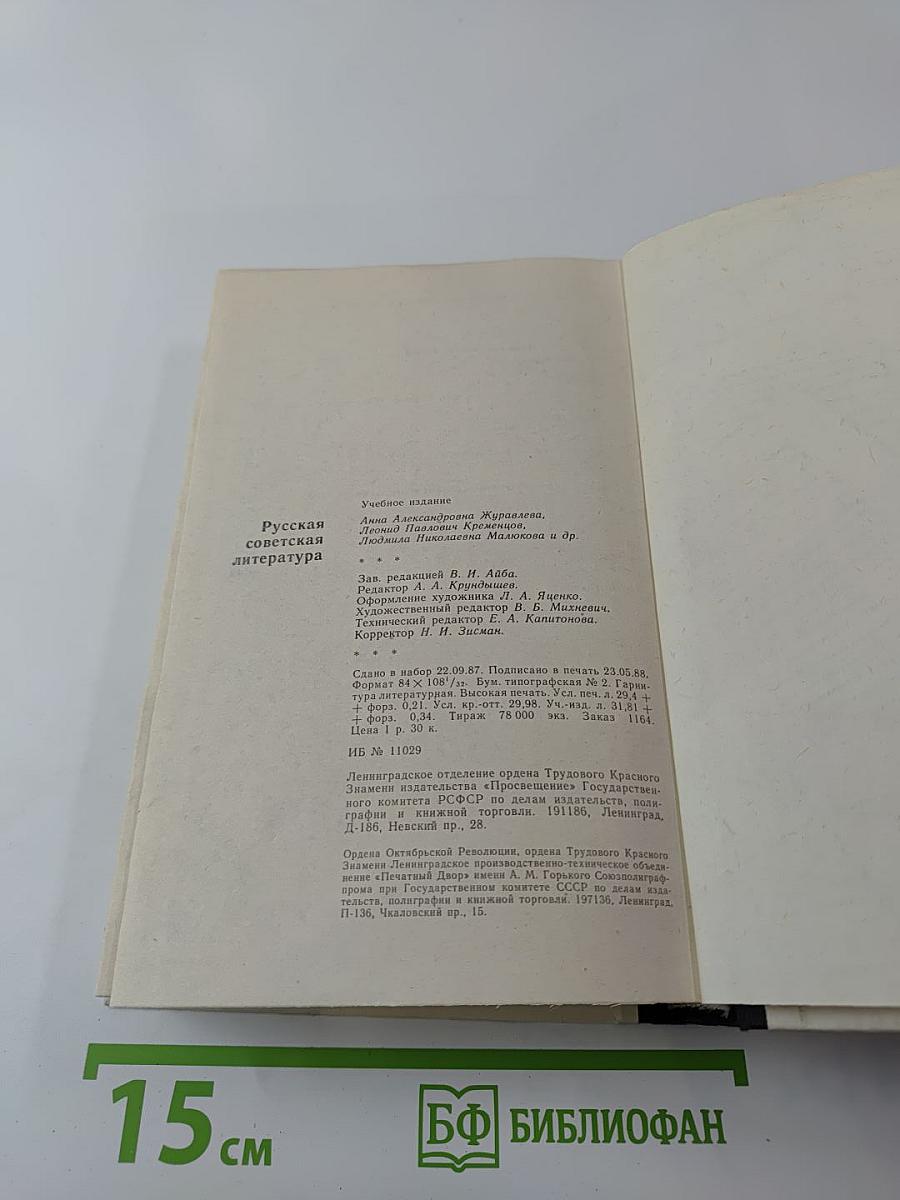 Русская
советская
литература
Учебное издание
Анна Александровна Журавлева,
Леонид Павлович Кременцов,
Людмила Николаевна Малюкова и др.
* * *
Зав. редакцией В. И. Айба.
Редактор А. А. Крундышев.
Оформление художника Л. А. Яценко.
Художественный редактор В. Б. Михневич.
Технический редактор Е. А. Капитонова.
Корректор Н. И. Зисман.
* * *
Сдано в набор 22.09.87. Подписано в печать 23.05.88.
Формат 84×108¹/₃₂. Бум. типографская № 2. Гарни-
тура литературная. Высокая печать. Усл. печ. л. 29,4 +
+ форз. 0,21. Усл. кр.-отт. 29,98. Уч.-изд. л. 31,81 +
+ форз. 0,34. Тираж 78 000 экз. Заказ 1164.
Цена 1 р. 30 к.
ИБ № 11029
Ленинградское отделение ордена Трудового Красного
Знамени издательства «Просвещение» Государствен-
ного комитета РСФСР по делам издательств, поли-
графии и книжной торговли. 191186, Ленинград,
Д-186, Невский пр., 28.
Ордена Октябрьской Революции, ордена Трудового Красного
Знамени Ленинградское производственно-техническое объеди-
нение «Печатный Двор» имени А. М. Горького Союзполиграф-
прома при Государственном комитете СССР по делам изда-
тельств, полиграфии и книжной торговли. 197136, Ленинград,
П-136, Чкаловский пр., 15.
15 см
БФ БИБЛИОФАН